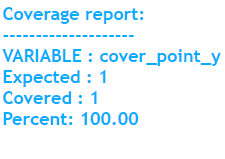 Coverage report:
--------------------
VARIABLE : cover_point_y
Expected : 1
Covered : 1
Percent: 100.00